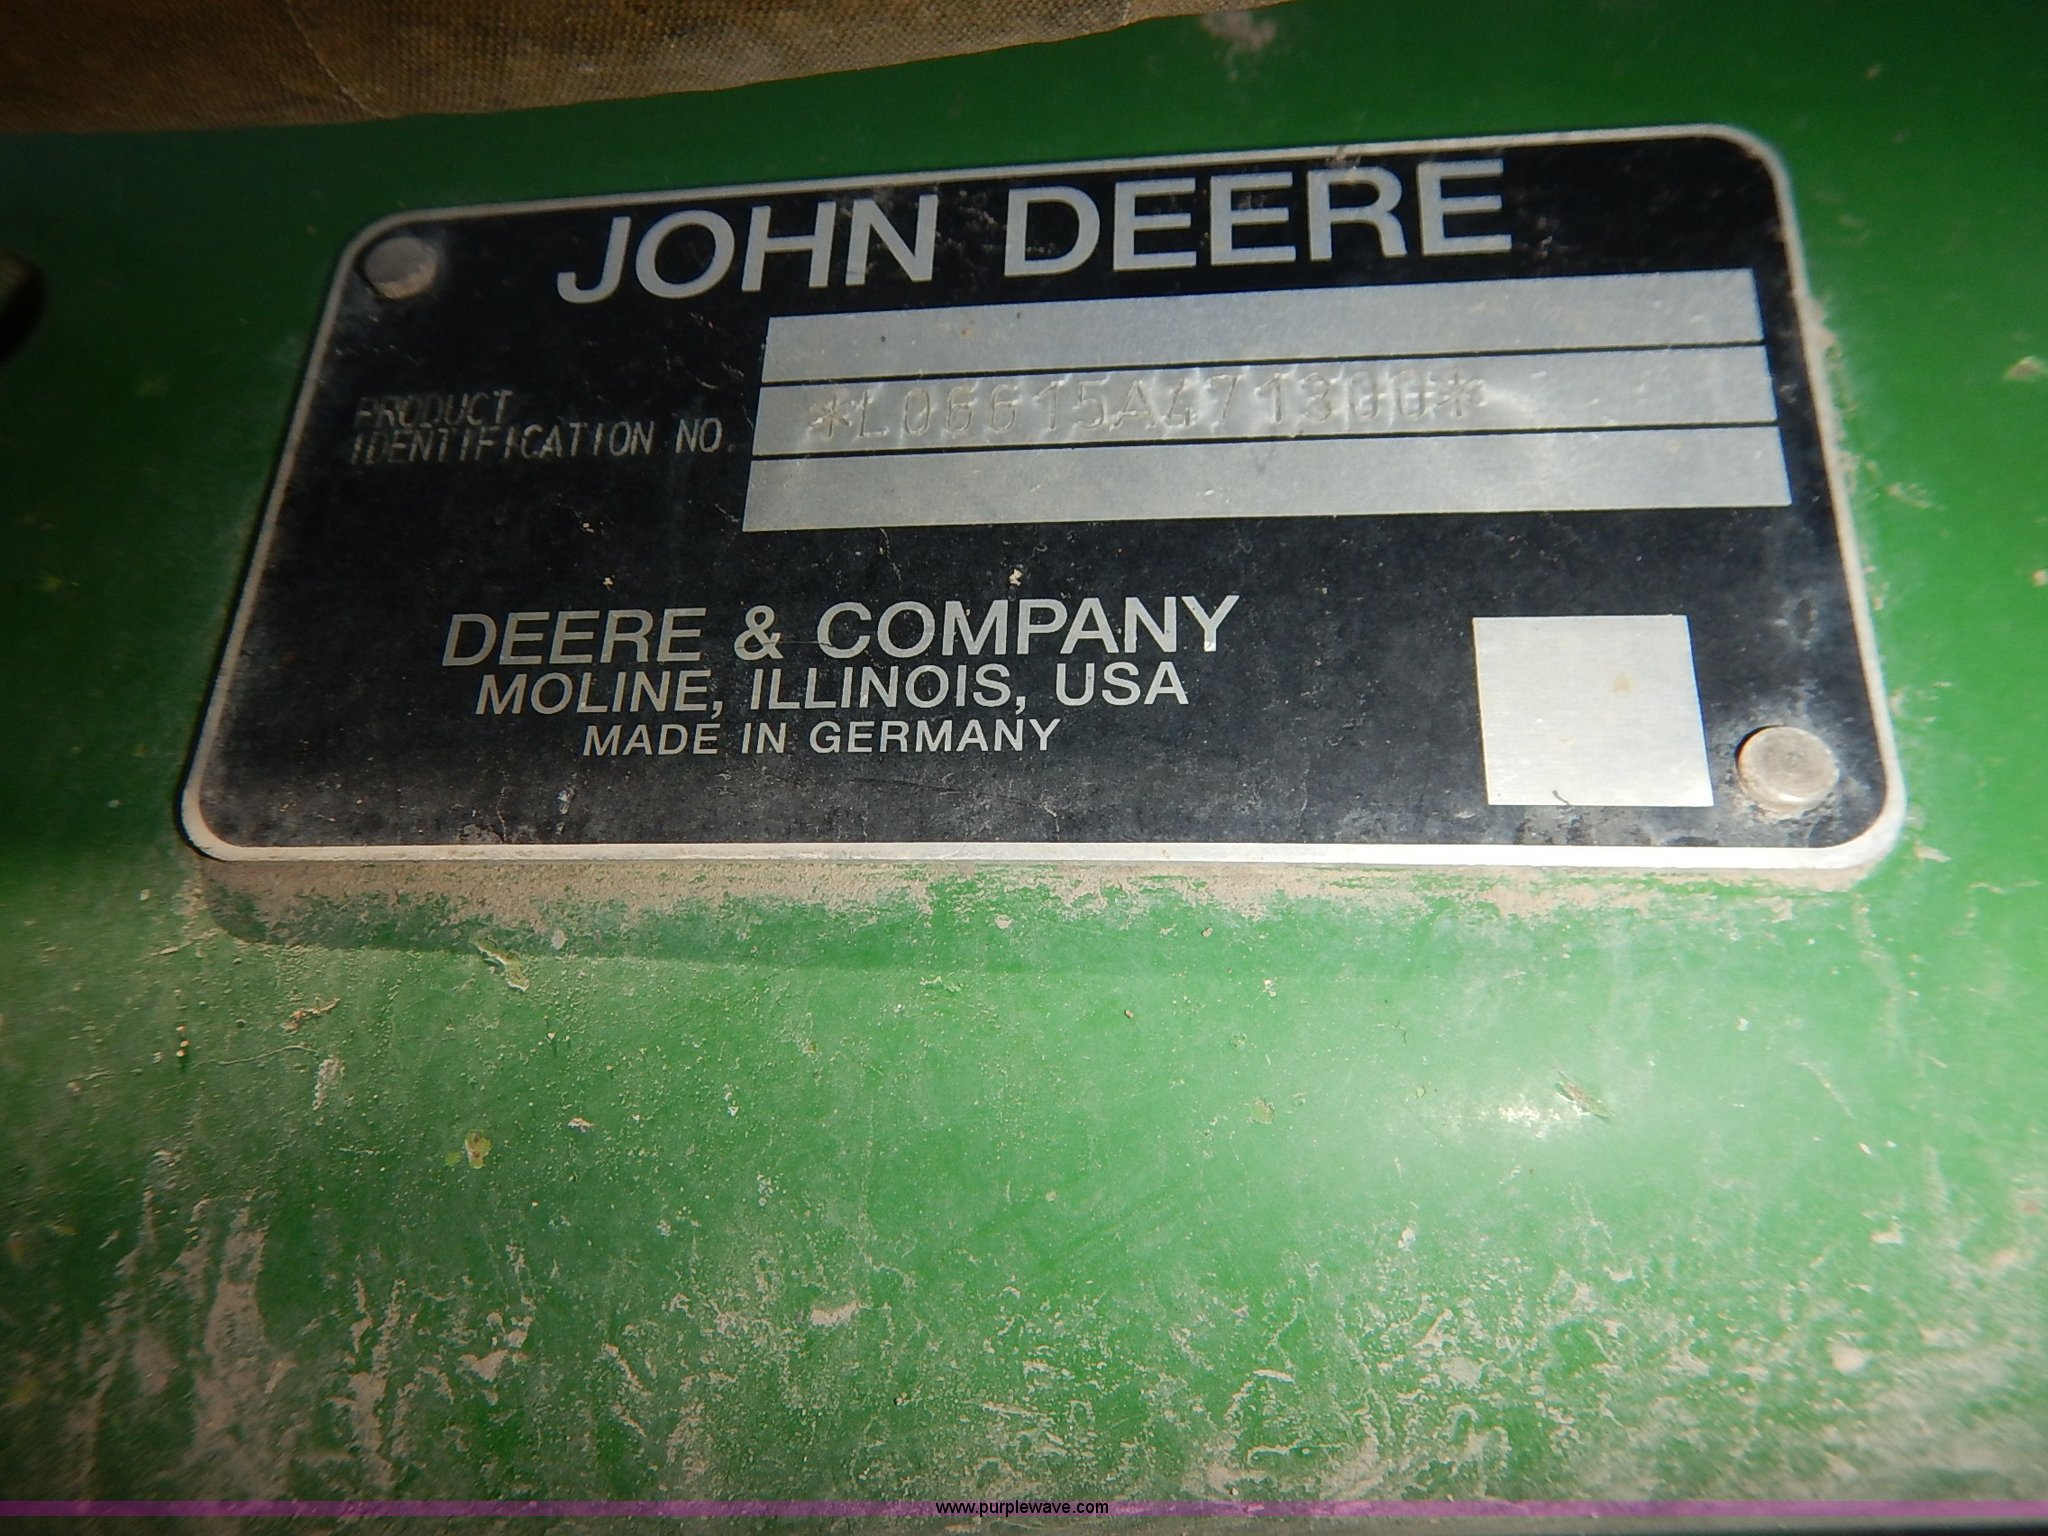 JOHN DEERE
PRODUCT
IDENTIFICATION NO.
*L06615A471300*
DEERE & COMPANY
MOLINE, ILLINOIS, USA
MADE IN GERMANY
www.purplewave.com